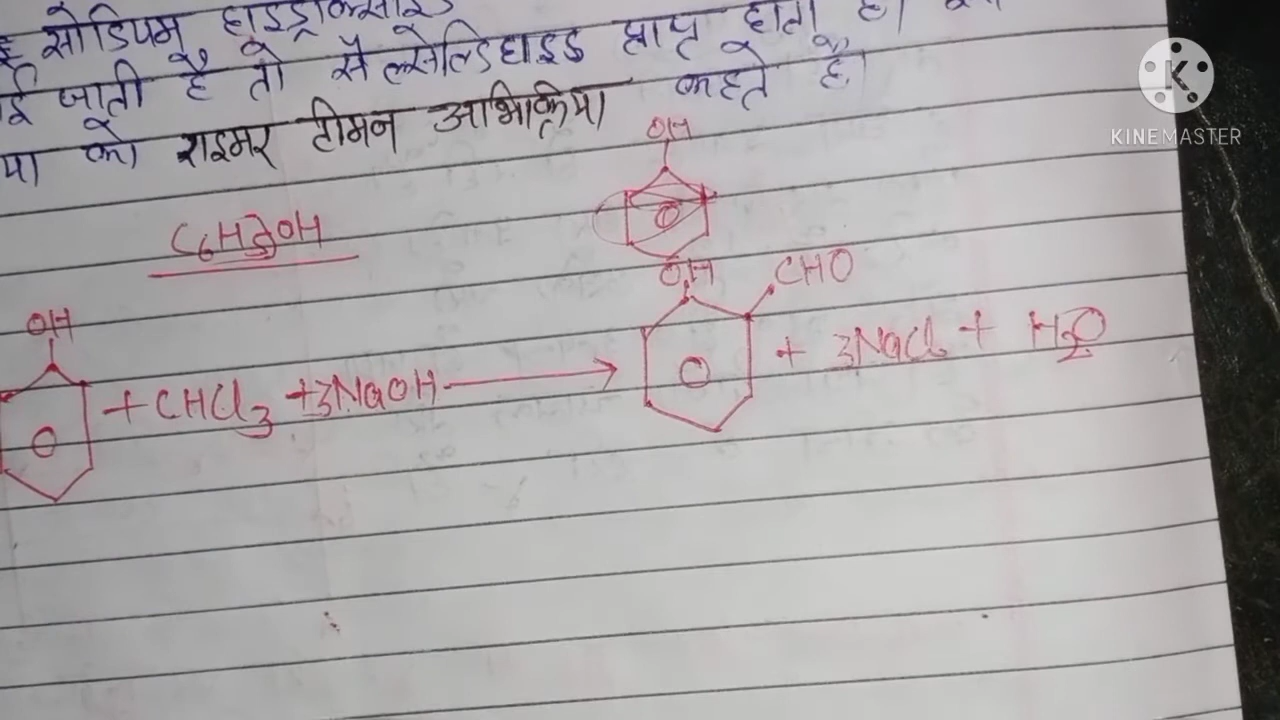 सोडियम हाइड्रोक्साइड
जाती है तो सैल्सेल्डिहाइड प्राप्त होता है।
को राइमर टीमन अभिक्रिया कहते हैं।
KINEMASTER
OH
C6H5OH
OH CHO
OH
+ CHCl3 +3NaOH → + 3NaCl + H2O